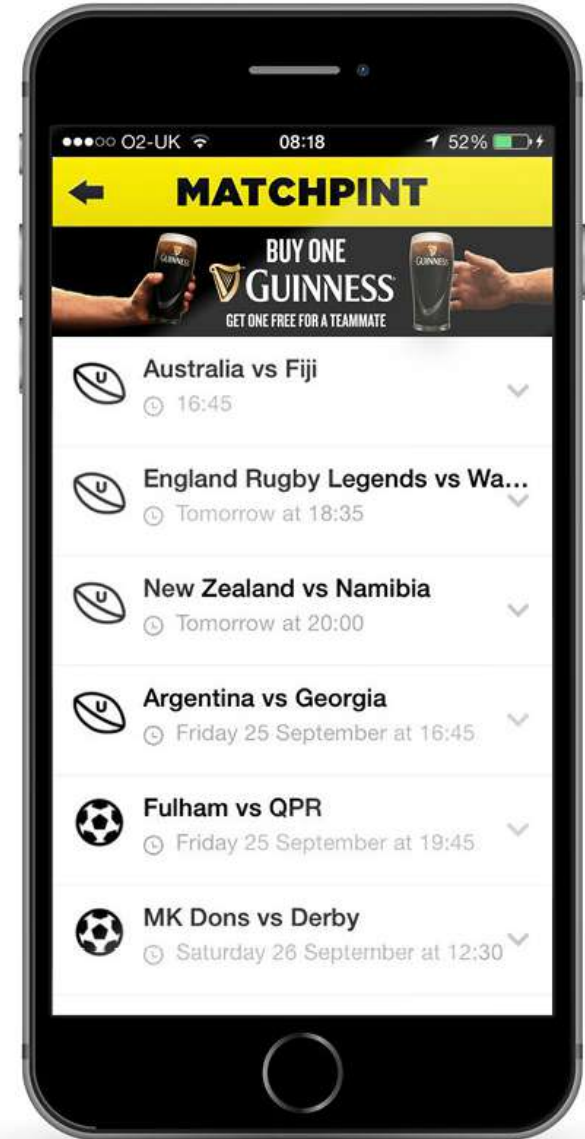 O2-UK 08:18 52%
MATCHPINT
BUY ONE
GUINNESS
GET ONE FREE FOR A TEAMMATE
GUINNESS
GUINNESS
Australia vs Fiji
16:45
England Rugby Legends vs Wa...
Tomorrow at 18:35
New Zealand vs Namibia
Tomorrow at 20:00
Argentina vs Georgia
Friday 25 September at 16:45
Fulham vs QPR
Friday 25 September at 19:45
MK Dons vs Derby
Saturday 26 September at 12:30